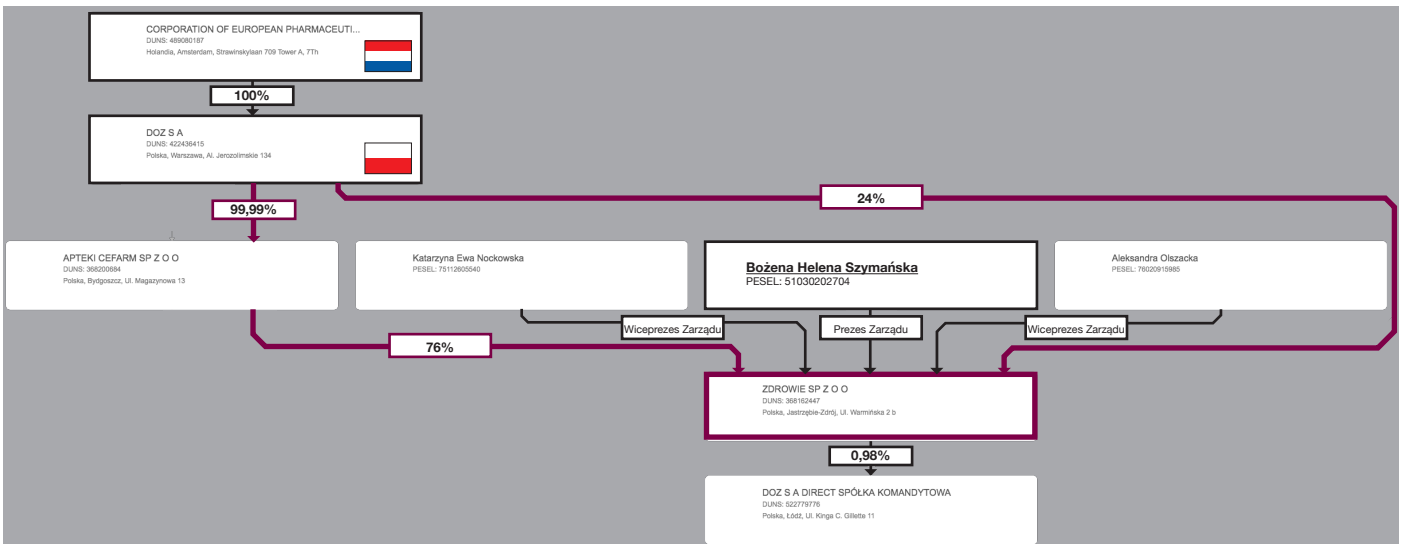 CORPORATION OF EUROPEAN PHARMACEUTI...
DUNS: 489080187
Holandia, Amsterdam, Strawinskylaan 709 Tower A, 7Th
100%
DOZ S A
DUNS: 422436415
Polska, Warszawa, Al. Jerozolimskie 134
99,99%
24%
APTEKI CEFARM SP Z O O
DUNS: 368200884
Polska, Bydgoszcz, Ul. Magazynowa 13
Katarzyna Ewa Nockowska
PESEL: 75112605540
Bożena Helena Szymańska
PESEL: 51030202704
Aleksandra Olszacka
PESEL: 76020915985
Wiceprezes Zarządu
Prezes Zarządu
Wiceprezes Zarządu
76%
ZDROWIE SP Z O O
DUNS: 368162447
Polska, Jastrzębie-Zdrój, Ul. Warmińska 2 b
0,98%
DOZ S A DIRECT SPÓŁKA KOMANDYTOWA
DUNS: 522779776
Polska, Łódź, Ul. Kinga C. Gillette 11